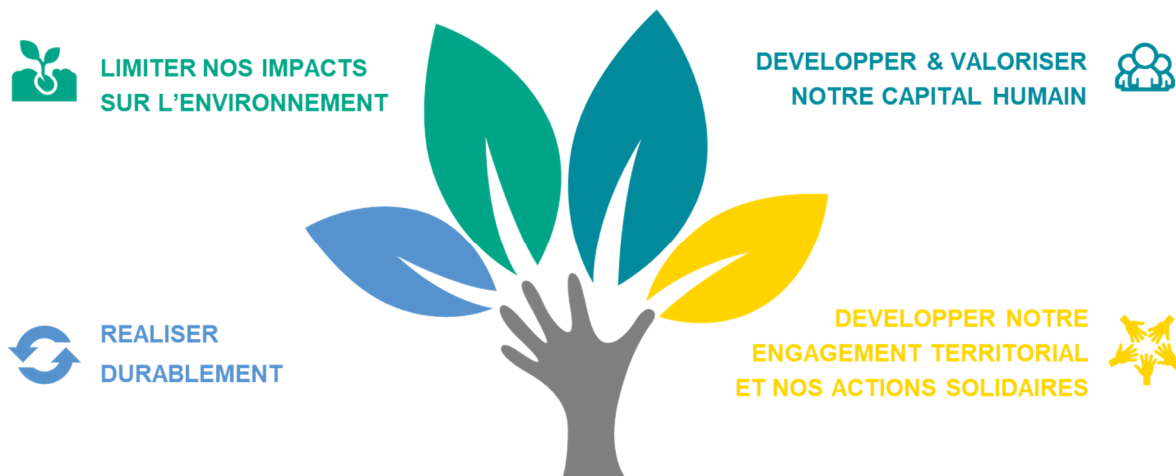 LIMITER NOS IMPACTS
SUR L'ENVIRONNEMENT
DEVELOPPER & VALORISER
NOTRE CAPITAL HUMAIN
REALISER
DURABLEMENT
DEVELOPPER NOTRE
ENGAGEMENT TERRITORIAL
ET NOS ACTIONS SOLIDAIRES